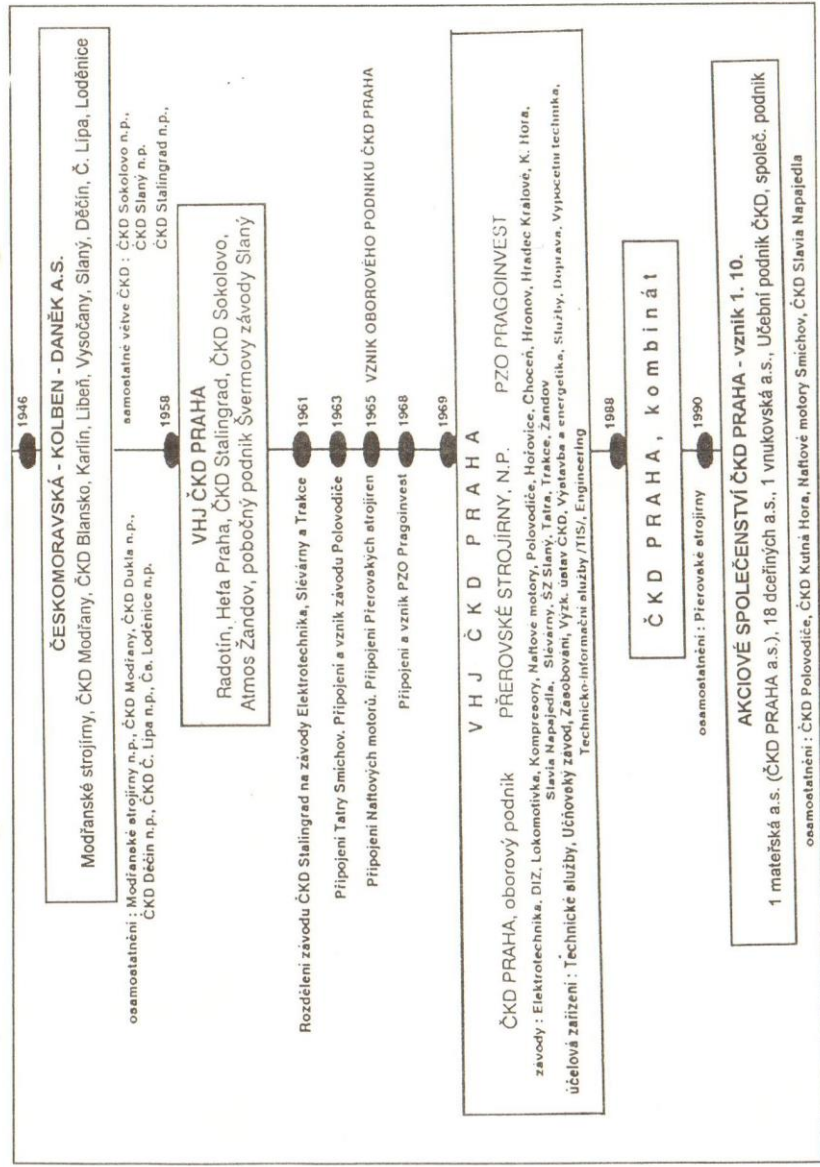 1946
ČESKOMORAVSKÁ - KOLBEN - DANĚK A.S.
Modřanské strojírny, ČKD Modřany, ČKD Blansko, Karlín, Libeň, Vysočany, Slaný, Děčín, Č. Lípa, Loděnice
osamostatnění : Modřanské strojírny n.p., ČKD Modřany, ČKD Dukla n.p.,
ČKD Děčín n.p., ČKD Č. Lípa n.p., Čs. Loděnice n.p.
samostatné větve ČKD : ČKD Sokolovo n.p.,
ČKD Slaný n.p.
ČKD Stalingrad n.p.,
1958
VHJ ČKD PRAHA
Radotín, Hefa Praha, ČKD Stalingrad, ČKD Sokolovo,
Atmos Žandov, pobočný podnik Švermovy závody Slaný
1961
Rozdělení závodu ČKD Stalingrad na závody Elektrotechnika, Slévárny a Trakce
1963
Připojení Tatry Smíchov. Připojení a vznik závodu Polovodiče
1965 VZNIK OBOROVÉHO PODNIKU ČKD PRAHA
Připojení Naftových motorů. Připojení Přerovských strojíren
1968
Připojení a vznik PZO Pragoinvest
1969
VHJ ČKD PRAHA
ČKD PRAHA, oborový podnik PŘEROVSKÉ STROJÍRNY, N.P. PZO PRAGOINVEST
závody : Elektrotechnika, DIZ, Lokomotivka, Kompresory, Naftové motory, Polovodiče, Hořovice, Choceň, Hronov, Hradec Králové, K. Hora,
Slavia Napajedla, Slévárny, SZ Slaný, Tatra, Trakce, Žandov
účelová zařízení : Technické služby, Učňovský závod, Zásobování, Výzk. ústav ČKD, Výstavba a energetika, Služby, Doprava, Výpočetní technika,
Technicko-informační služby /TIS/, Engineering
1988
ČKD PRAHA, kombinát
1990
osamostatnění : Přerovské strojírny
AKCIOVÉ SPOLEČENSTVÍ ČKD PRAHA - vznik 1. 10.
1 mateřská a.s. (ČKD PRAHA a.s.), 18 dceřiných a.s., 1 vnukovská a.s., Učební podnik ČKD, společ. podnik
osamostatnění : ČKD Polovodiče, ČKD Kutná Hora, Naftové motory Smíchov, ČKD Slavia Napajedla